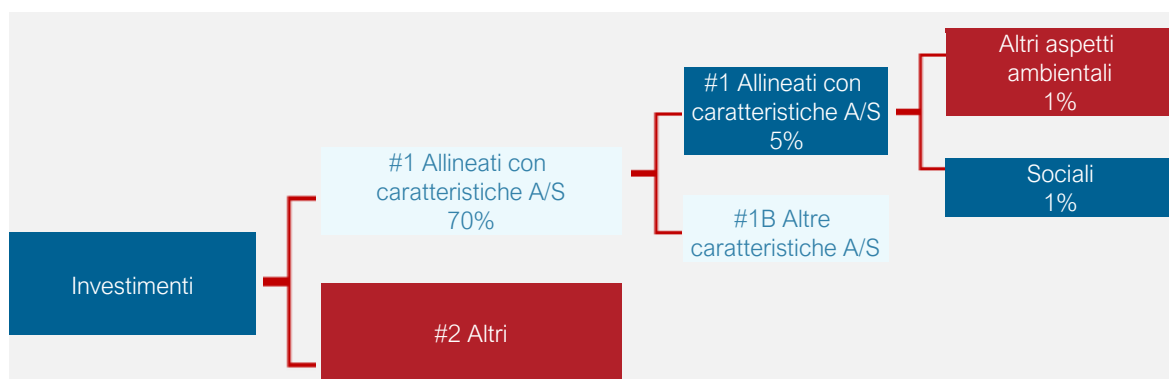 Investimenti
#1 Allineati con
caratteristiche A/S
70%
#2 Altri
#1 Allineati con
caratteristiche A/S
5%
#1B Altre
caratteristiche A/S
Altri aspetti
ambientali
1%
Sociali
1%